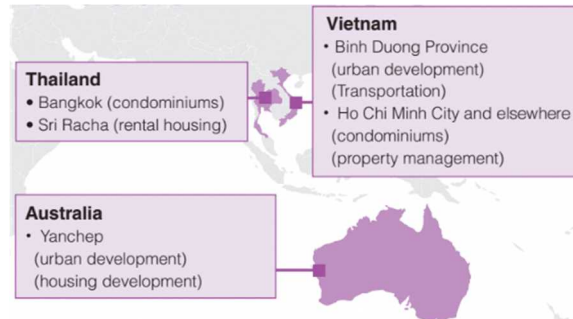 Thailand
• Bangkok (condominiums)
• Sri Racha (rental housing)
Vietnam
• Binh Duong Province
(urban development)
(Transportation)
• Ho Chi Minh City and elsewhere
(condominiums)
(property management)
Australia
• Yanchep
(urban development)
(housing development)